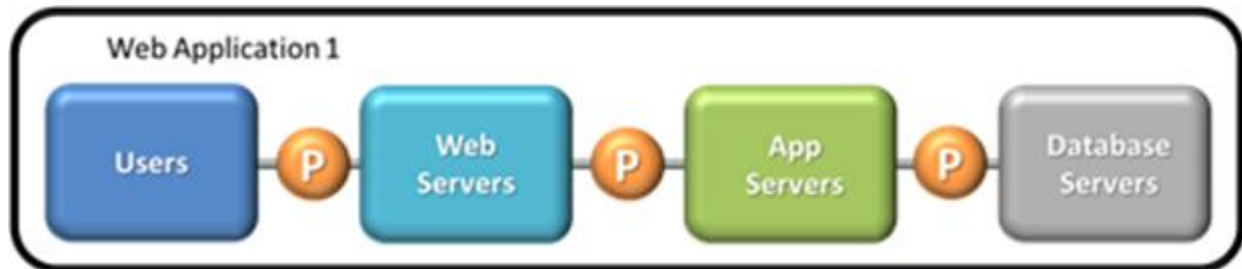 Web Application 1
Users
P
Web
Servers
P
App
Servers
P
Database
Servers